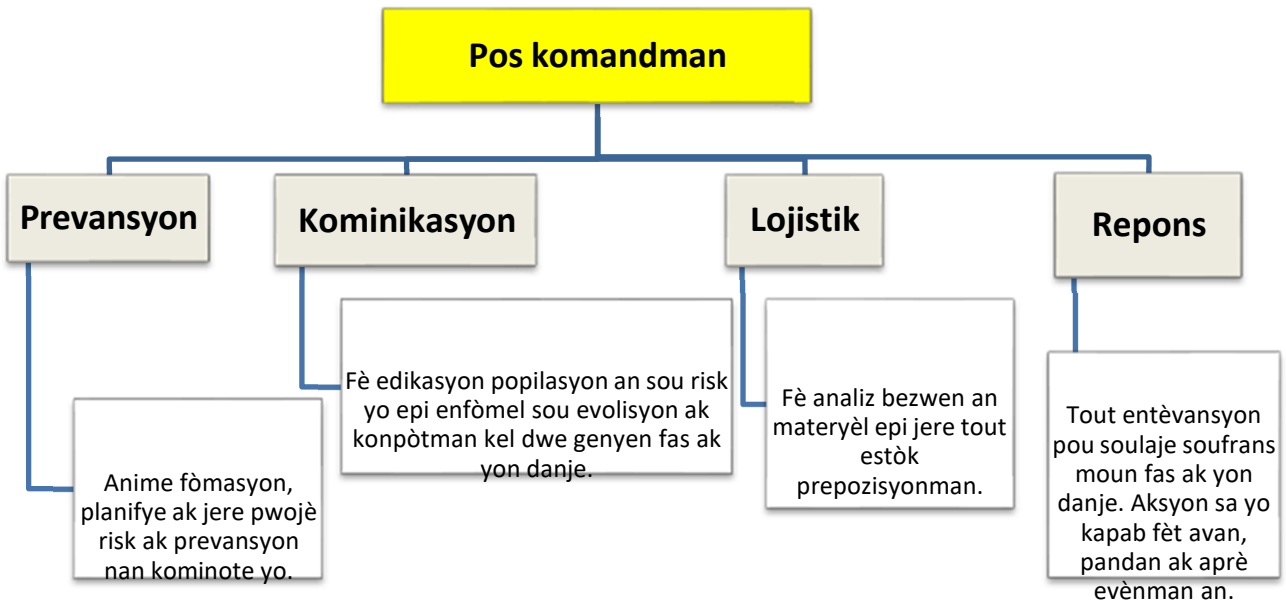 Pos komandman
Prevansyon
Kominikasyon
Lojistik
Repons
Anime fòmasyon,
planifye ak jere pwojè
risk ak prevansyon
nan kominote yo.
Fè edikasyon popilasyon an sou risk
yo epi enfòmel sou evolisyon ak
konpòtman kel dwe genyen fas ak
yon danje.
Fè analiz bezwen an
materyèl epi jere tout
estòk
prepozisyonman.
Tout entèvansyon
pou soulaje soufrans
moun fas ak yon
danje. Aksyon sa yo
kapab fèt avan,
pandan ak aprè
evènman an.